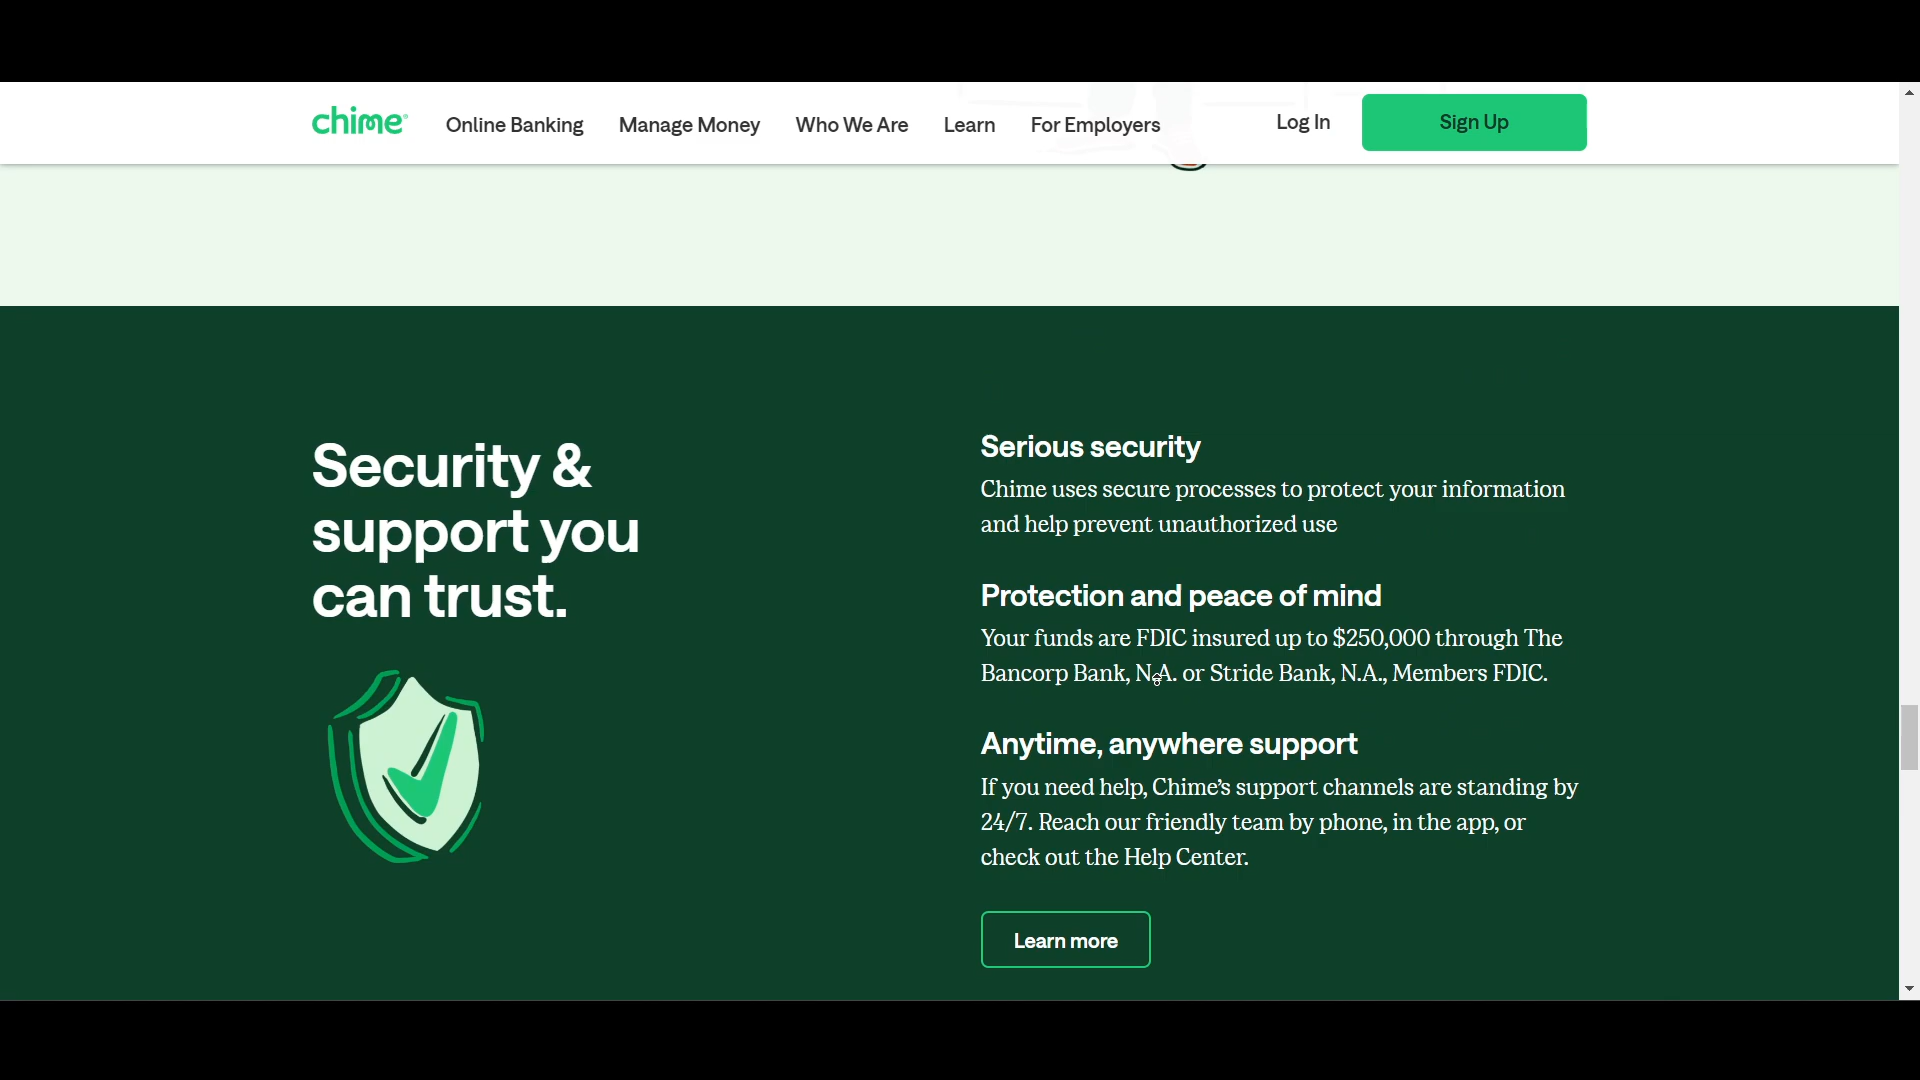 chime
Online Banking
Manage Money
Who We Are
Learn
For Employers
Log In
Sign Up
Security &
support you
can trust.
Serious security
Chime uses secure processes to protect your information
and help prevent unauthorized use
Protection and peace of mind
Your funds are FDIC insured up to $250,000 through The
Bancorp Bank, N.A. or Stride Bank, N.A., Members FDIC.
Anytime, anywhere support
If you need help, Chime’s support channels are standing by
24/7. Reach our friendly team by phone, in the app, or
check out the Help Center.
Learn more